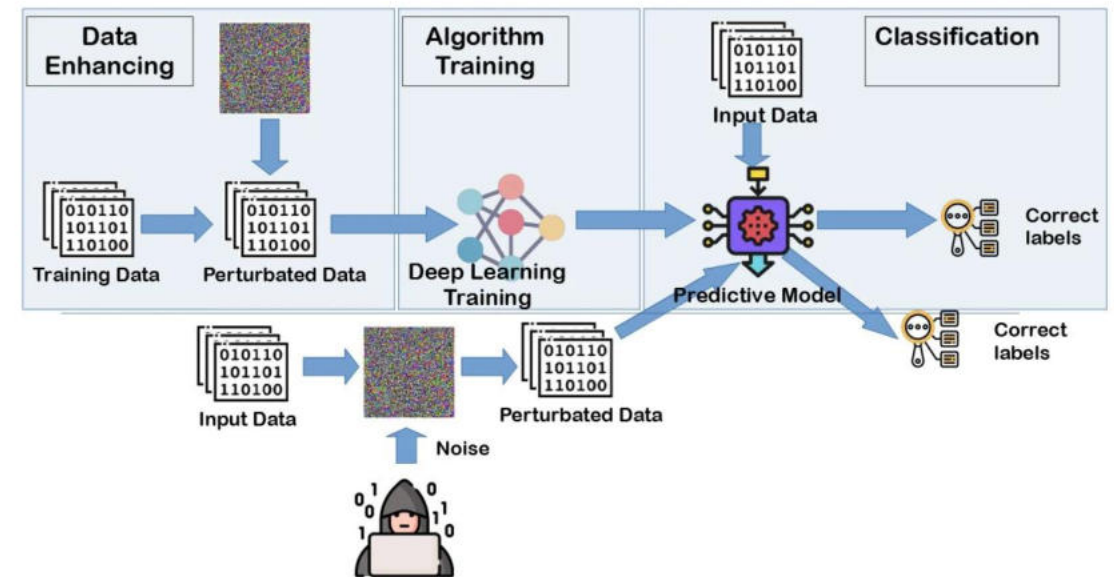 Data
Enhancing
Algorithm
Training
Classification
010110
101101
110100
Input Data
010110
101101
110100
Training Data
010110
101101
110100
Perturbated Data
Deep Learning
Training
Predictive Model
Correct
labels
Correct
labels
010110
101101
110100
Input Data
Noise
010110
101101
110100
Perturbated Data
0
0
1
0
1
0
1
1
0